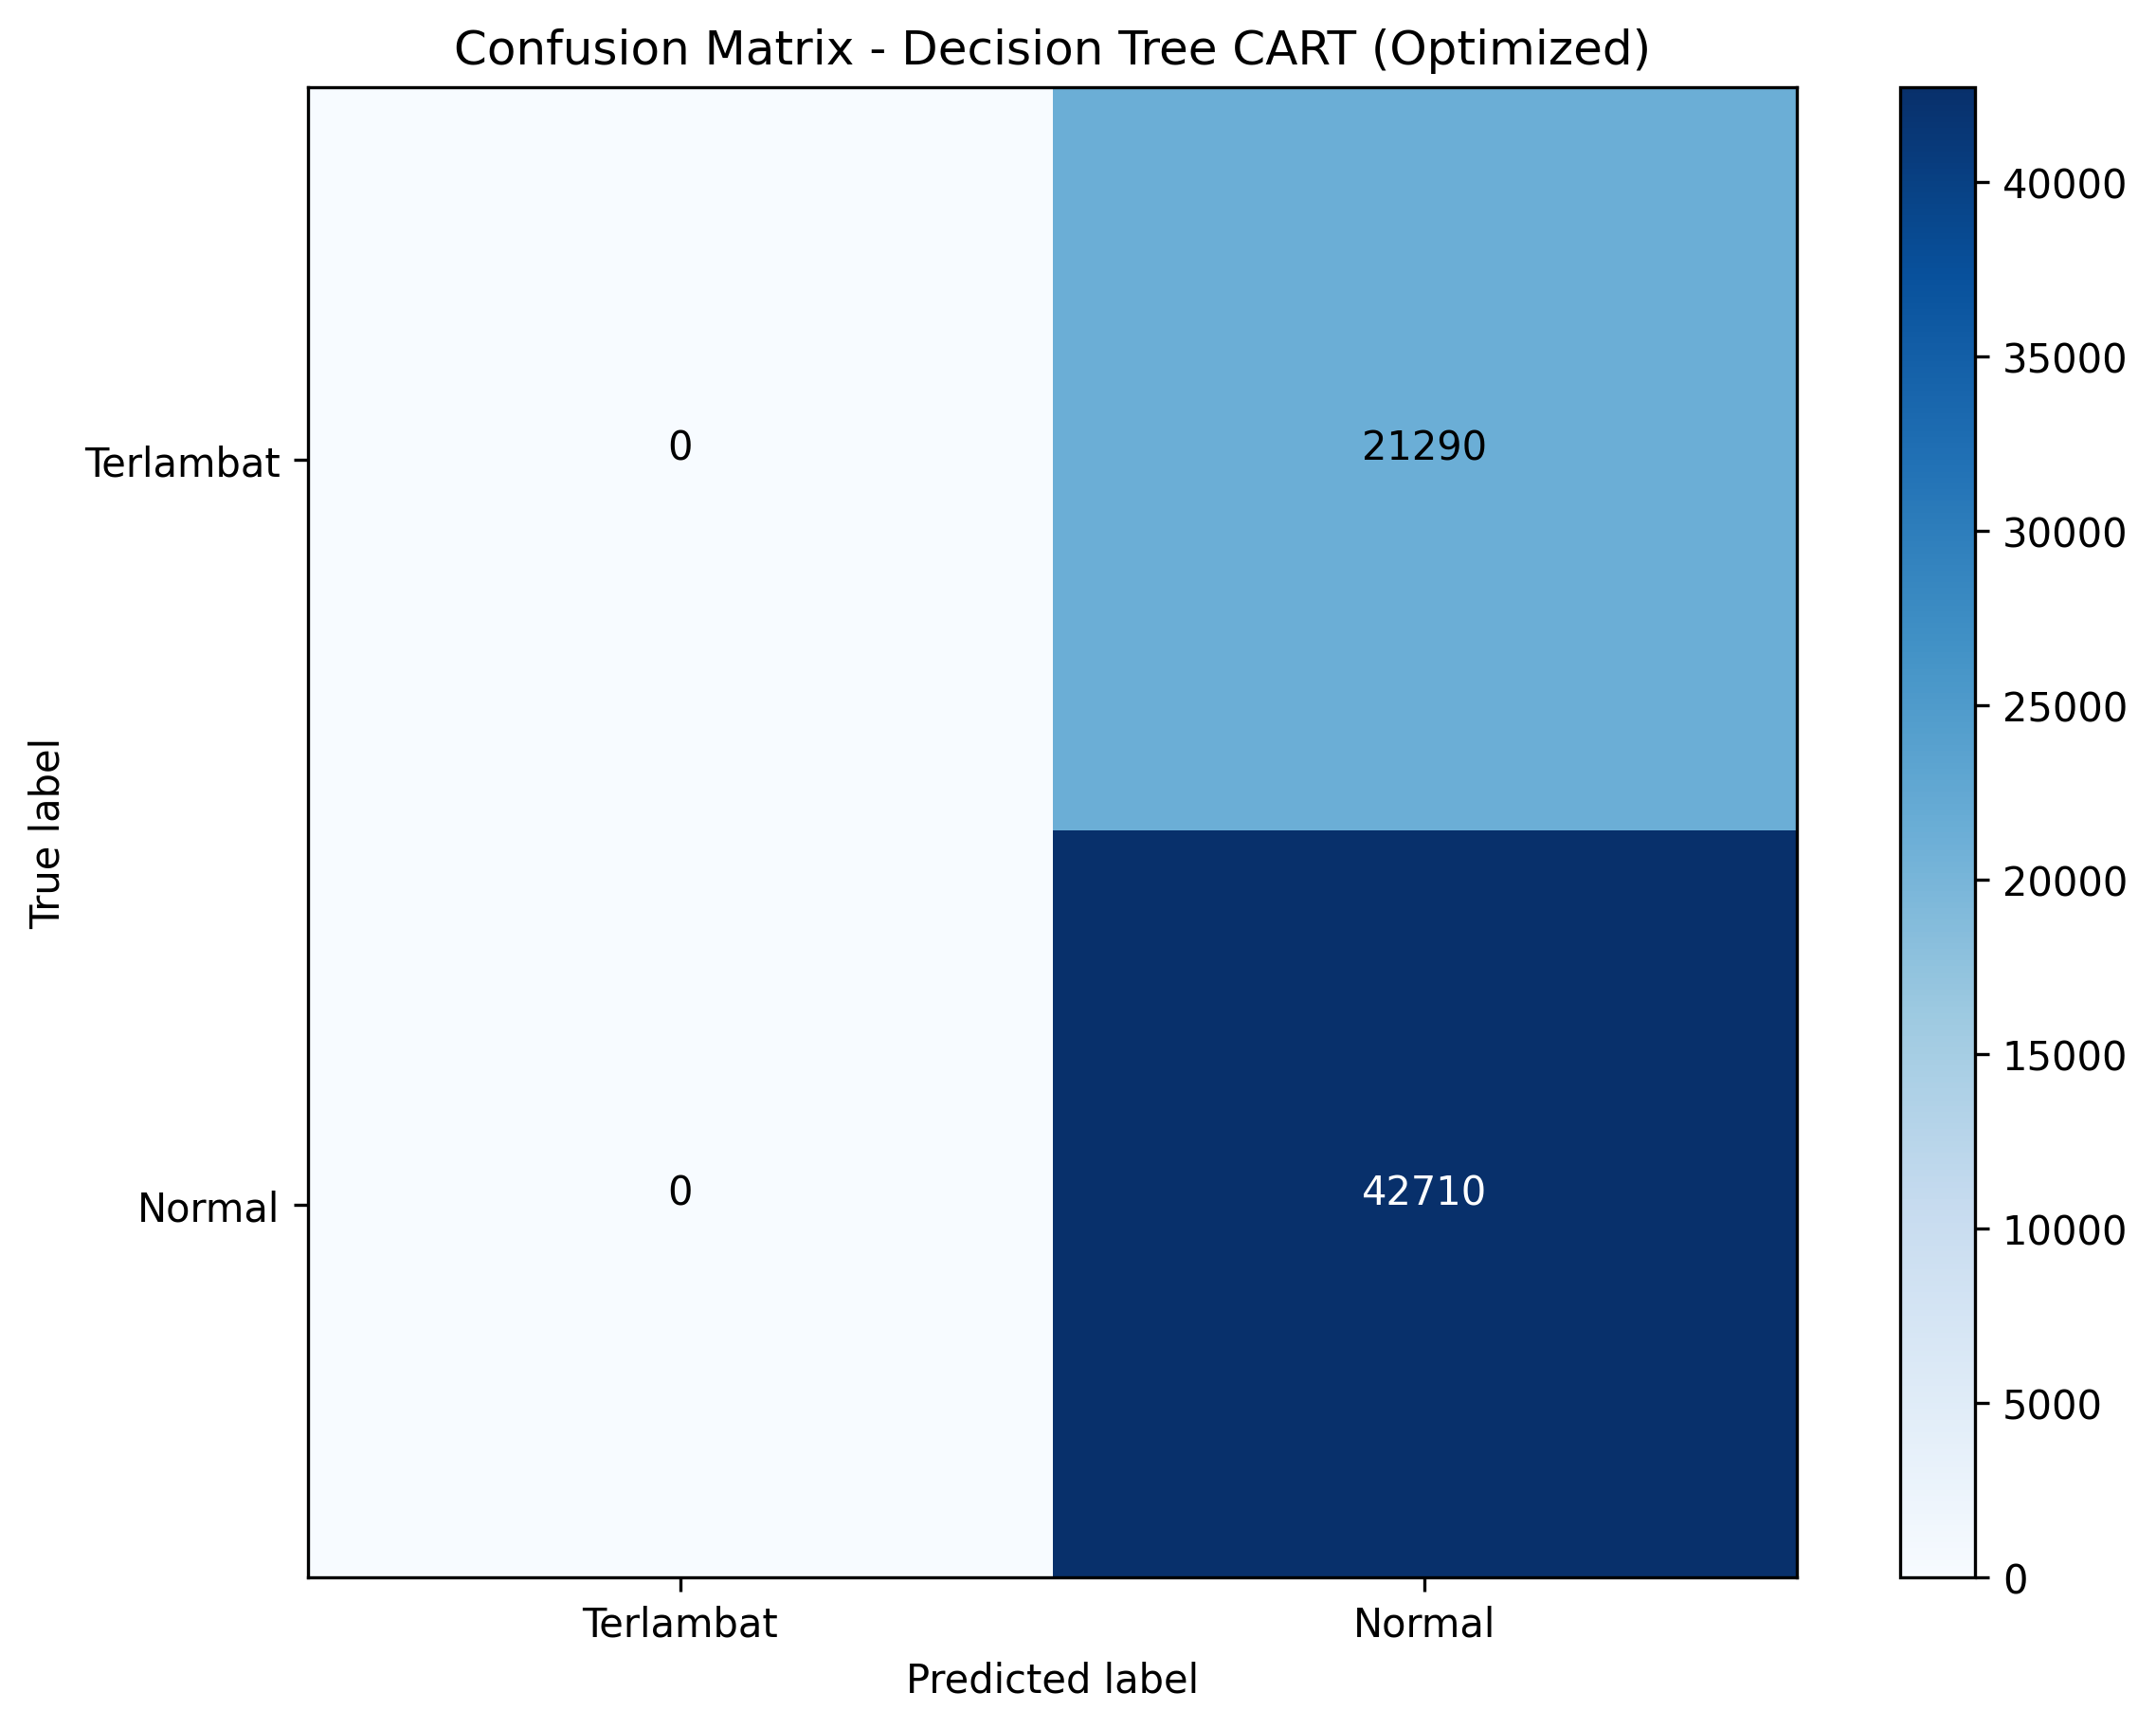 Confusion Matrix - Decision Tree CART (Optimized)
True label
Terlambat
0
21290
Normal
0
42710
Terlambat
Normal
Predicted label
40000
35000
30000
25000
20000
15000
10000
5000
0